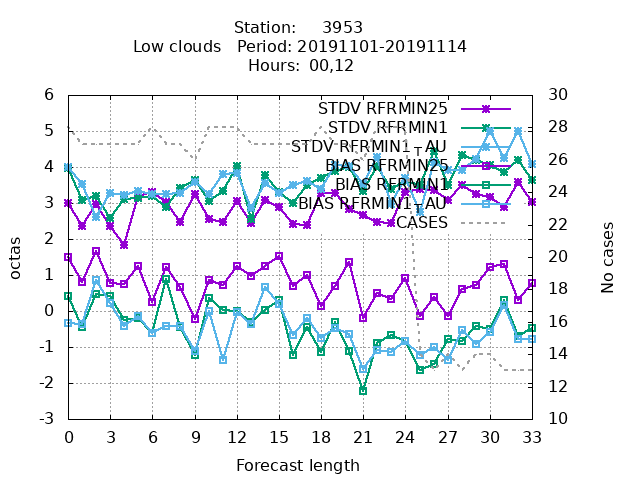 Station: 3953
Low clouds Period: 20191101-20191114
Hours: 00,12
6
5
4
3
2
1
0
-1
-2
-3
octas
30
28
26
24
22
20
18
16
14
12
10
No cases
STDV RFRMIN25
STDV RFRMIN1
STDV RFRMIN1_AU
BIAS RFRMIN25
BIAS RFRMIN1
BIAS RFRMIN1_AU
CASES
0 3 6 9 12 15 18 21 24 27 30 33
Forecast length